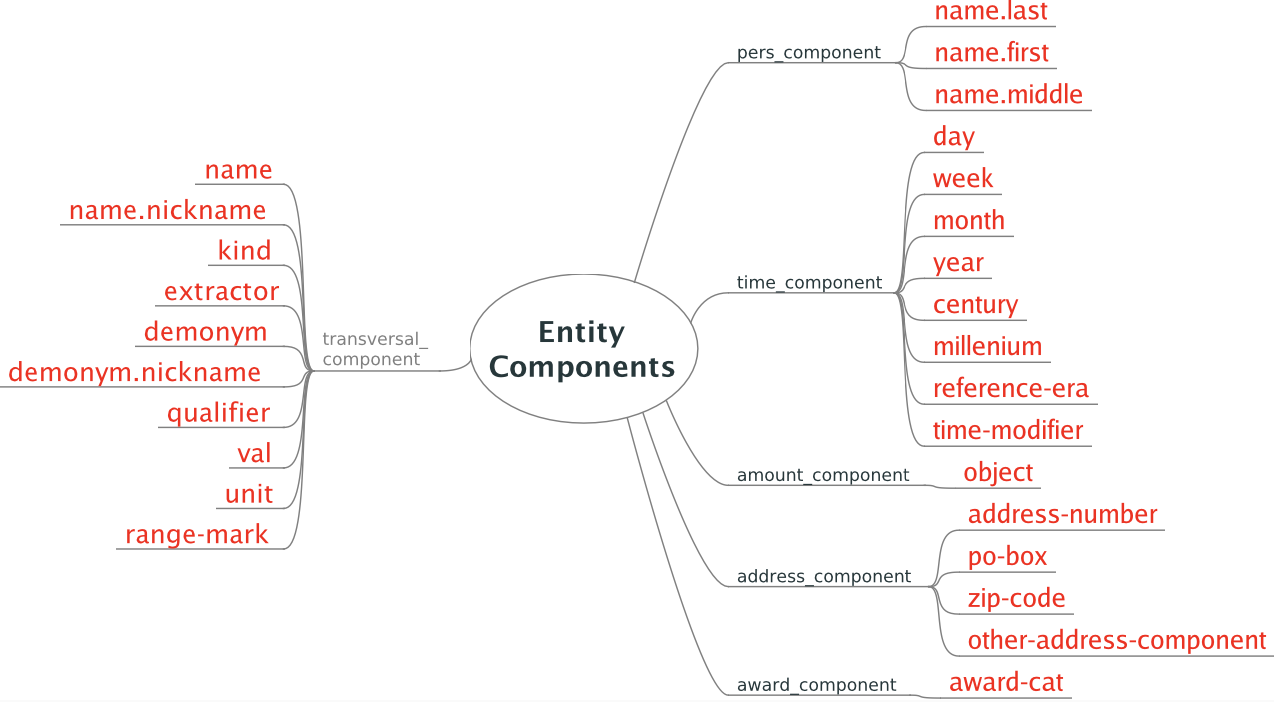 name
name.nickname
kind
extractor
demonym
demonym.nickname
qualifier
val
unit
range-mark
transversal_
component
Entity
Components
pers_component
name.last
name.first
name.middle
time_component
day
week
month
year
century
millenium
reference-era
time-modifier
amount_component
object
address_component
address-number
po-box
zip-code
other-address-component
award_component
award-cat